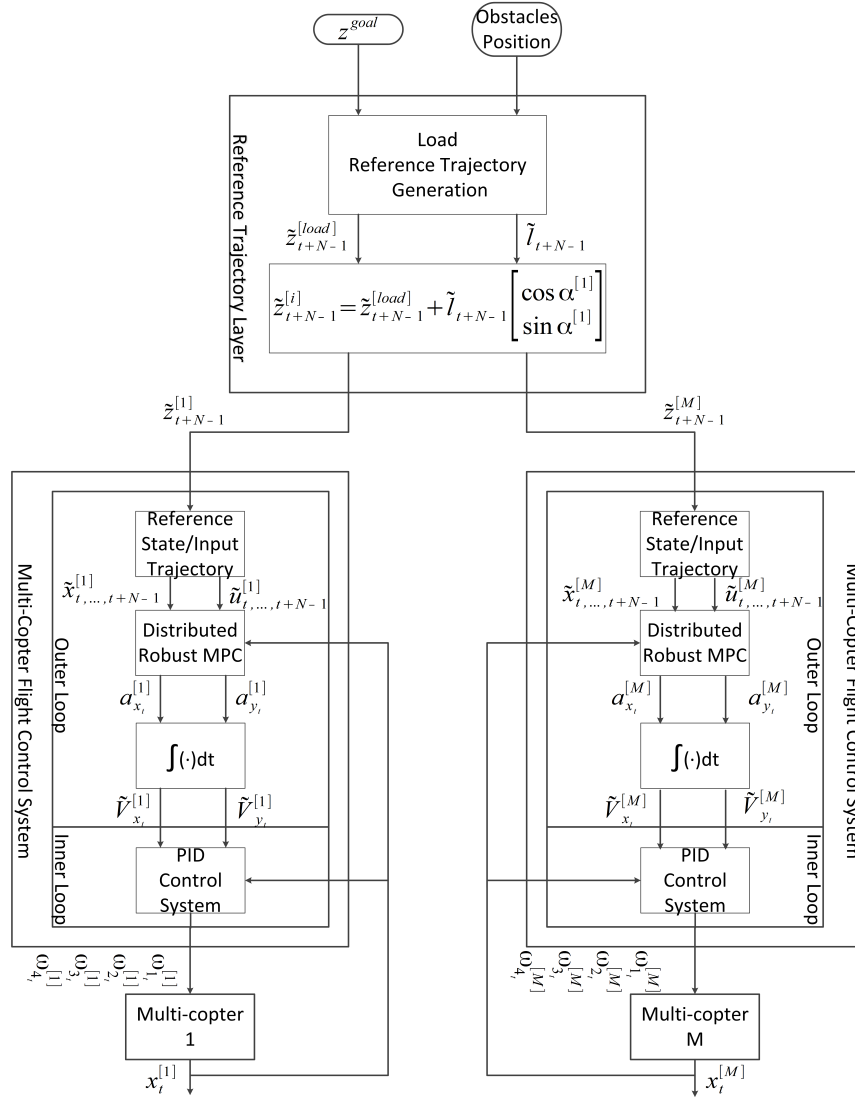 z^{goal}
Obstacles
Position
Reference Trajectory Layer
Load
Reference Trajectory
Generation
z̃^{[load]}_{t+N-1}
l̃_{t+N-1}
z̃^{[i]}_{t+N-1} = z̃^{[load]}_{t+N-1} + l̃_{t+N-1} [cos α^{[1]}
sin α^{[1]}]
z̃^{[1]}_{t+N-1}
z̃^{[M]}_{t+N-1}
Multi-Copter Flight Control System
Outer Loop
Reference
State/Input
Trajectory
x̃^{[1]}_{t,...,t+N-1}
ũ^{[1]}_{t,...,t+N-1}
Distributed
Robust MPC
a^{[1]}_{x_t}
a^{[1]}_{y_t}
∫(·)dt
Ṽ^{[1]}_{x_t}
Ṽ^{[1]}_{y_t}
Inner Loop
PID
Control
System
ω^{[1]}_{1_t}
ω^{[1]}_{2_t}
ω^{[1]}_{3_t}
ω^{[1]}_{4_t}
Multi-copter
1
x^{[1]}_t
Multi-Copter Flight Control System
Outer Loop
Reference
State/Input
Trajectory
x̃^{[M]}_{t,...,t+N-1}
ũ^{[M]}_{t,...,t+N-1}
Distributed
Robust MPC
a^{[M]}_{x_t}
a^{[M]}_{y_t}
∫(·)dt
Ṽ^{[M]}_{x_t}
Ṽ^{[M]}_{y_t}
Inner Loop
PID
Control
System
ω^{[M]}_{1_t}
ω^{[M]}_{2_t}
ω^{[M]}_{3_t}
ω^{[M]}_{4_t}
Multi-copter
M
x^{[M]}_t